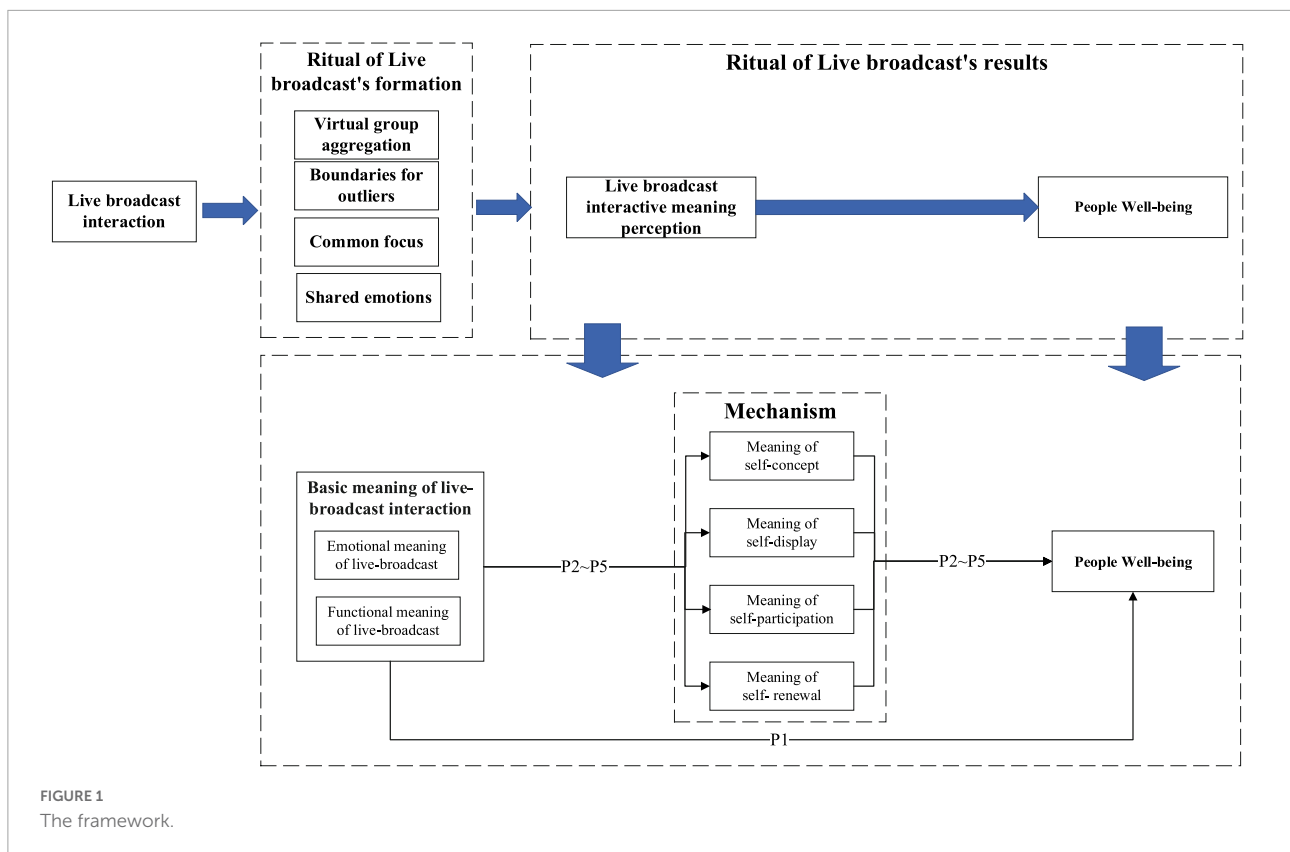 Ritual of Live
broadcast's formation
Virtual group
aggregation
Boundaries for
outliers
Common focus
Shared emotions
Live broadcast
interaction
Ritual of Live broadcast's results
Live broadcast
interactive meaning
perception
People Well-being
Mechanism
Basic meaning of live-
broadcast interaction
Emotional meaning
of live-broadcast
Functional meaning
of live-broadcast
P2~P5
Meaning of
self-concept
Meaning of
self-display
Meaning of
self-participation
Meaning of
self- renewal
P2~P5
People Well-being
P1
FIGURE 1
The framework.